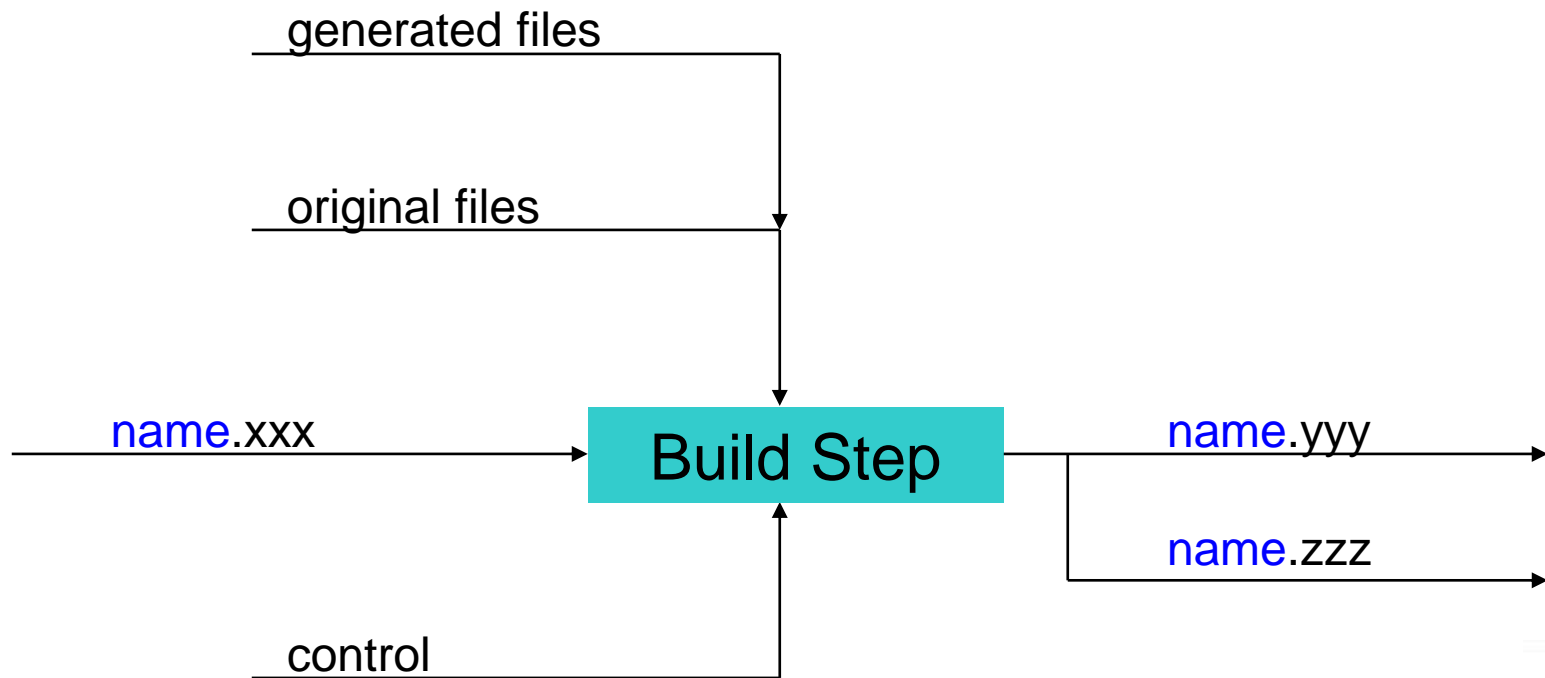 generated files
original files
name.xxx
Build Step
name.yyy
name.zzz
control